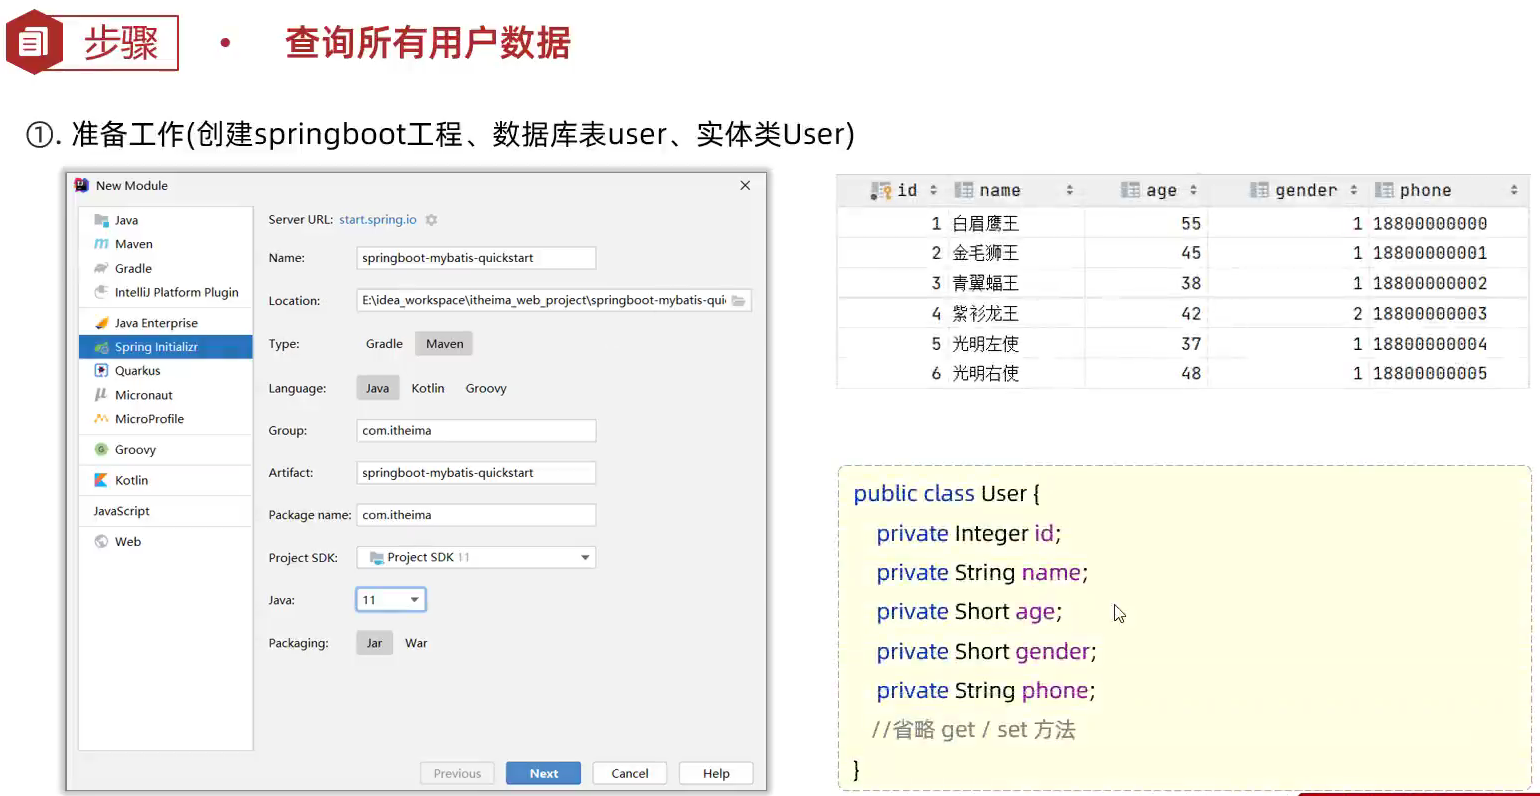 步骤
· 查询所有用户数据
①. 准备工作(创建springboot工程、数据库表user、实体类User)
New Module
Java
Maven
Gradle
IntelliJ Platform Plugin
Java Enterprise
Spring Initializr
Quarkus
Micronaut
MicroProfile
Groovy
Kotlin
JavaScript
Web
Server URL: start.spring.io
Name: springboot-mybatis-quickstart
Location: E:\idea_workspace\itheima_web_project\springboot-mybatis-qui
Type: Gradle Maven
Language: Java Kotlin Groovy
Group: com.itheima
Artifact: springboot-mybatis-quickstart
Package name: com.itheima
Project SDK: Project SDK 11
Java: 11
Packaging: Jar War
Previous Next Cancel Help
id name age gender phone
1 白眉鹰王 55 1 18800000000
2 金毛狮王 45 1 18800000001
3 青翼蝠王 38 1 18800000002
4 紫衫龙王 42 2 18800000003
5 光明左使 37 1 18800000004
6 光明右使 48 1 18800000005
public class User {
private Integer id;
private String name;
private Short age;
private Short gender;
private String phone;
//省略 get / set 方法
}